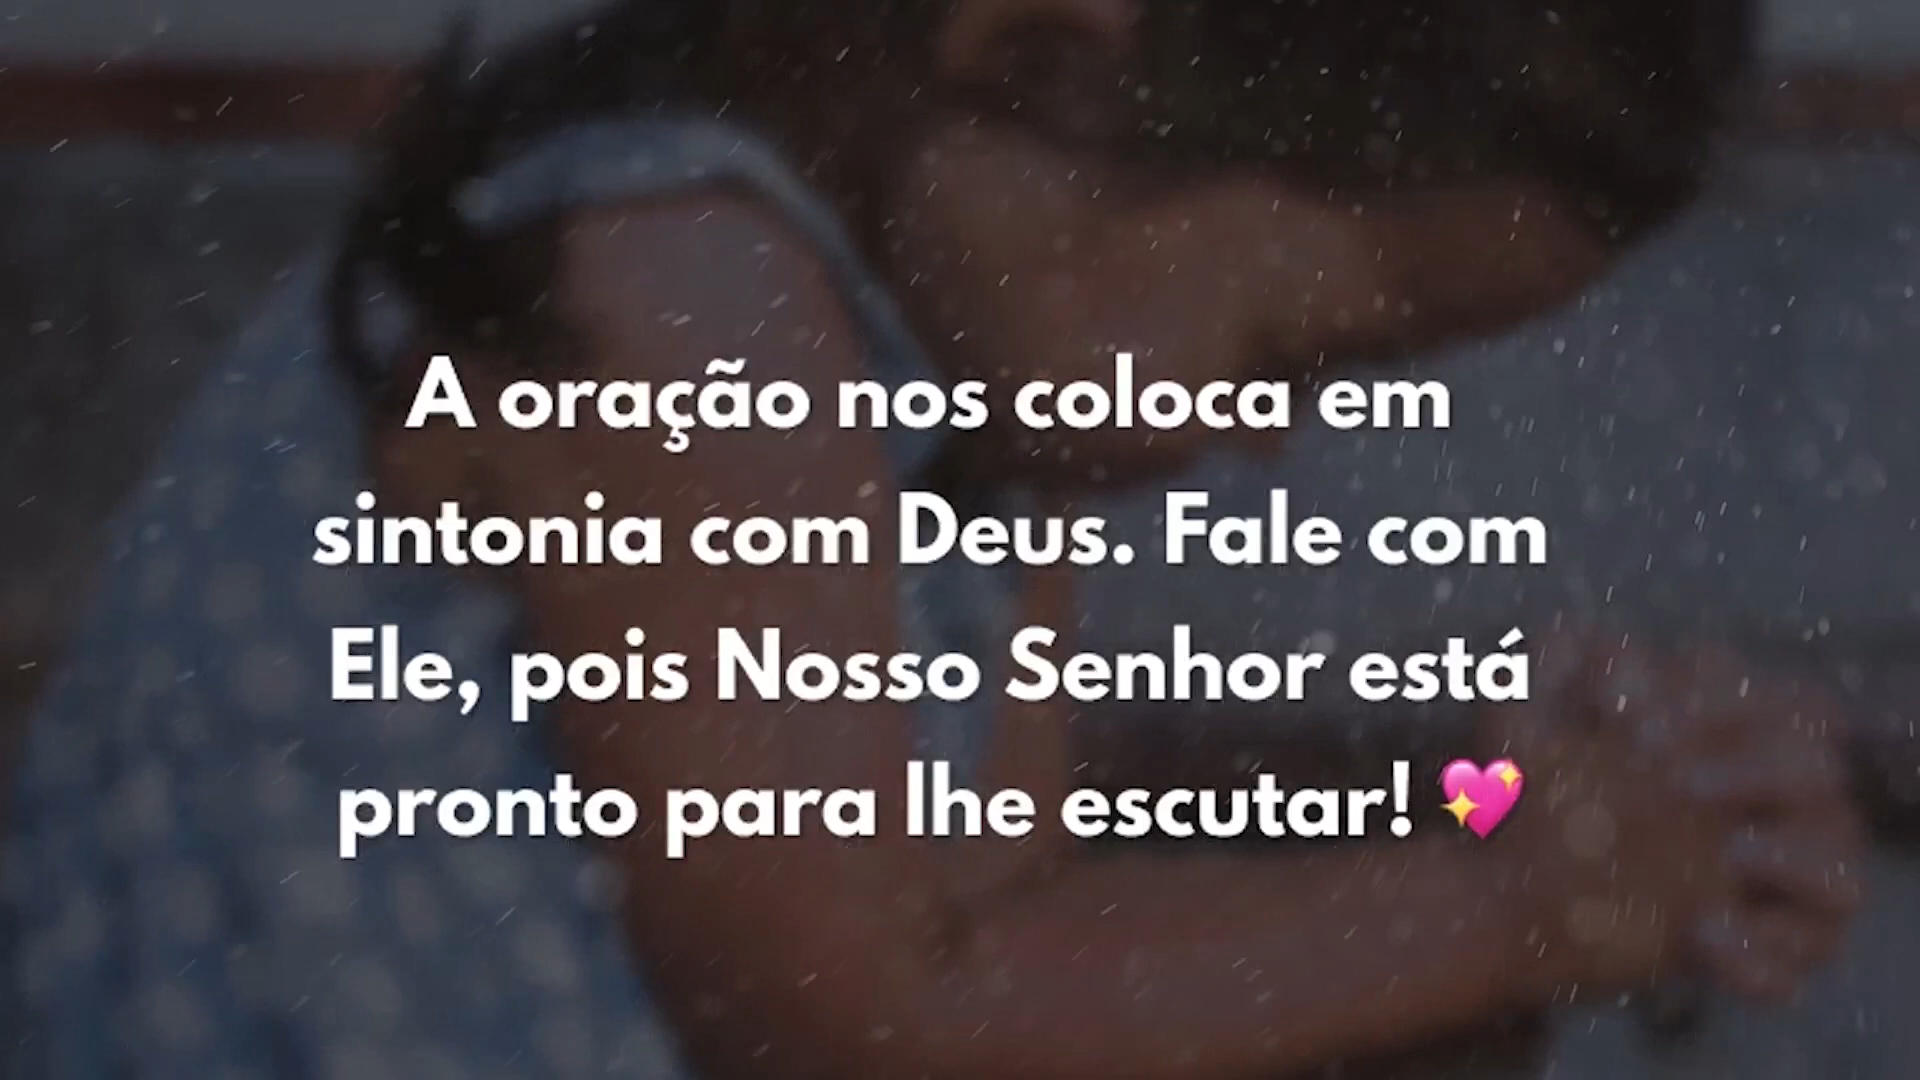 A oração nos coloca em
sintonia com Deus. Fale com
Ele, pois Nosso Senhor está
pronto para lhe escutar! 💖